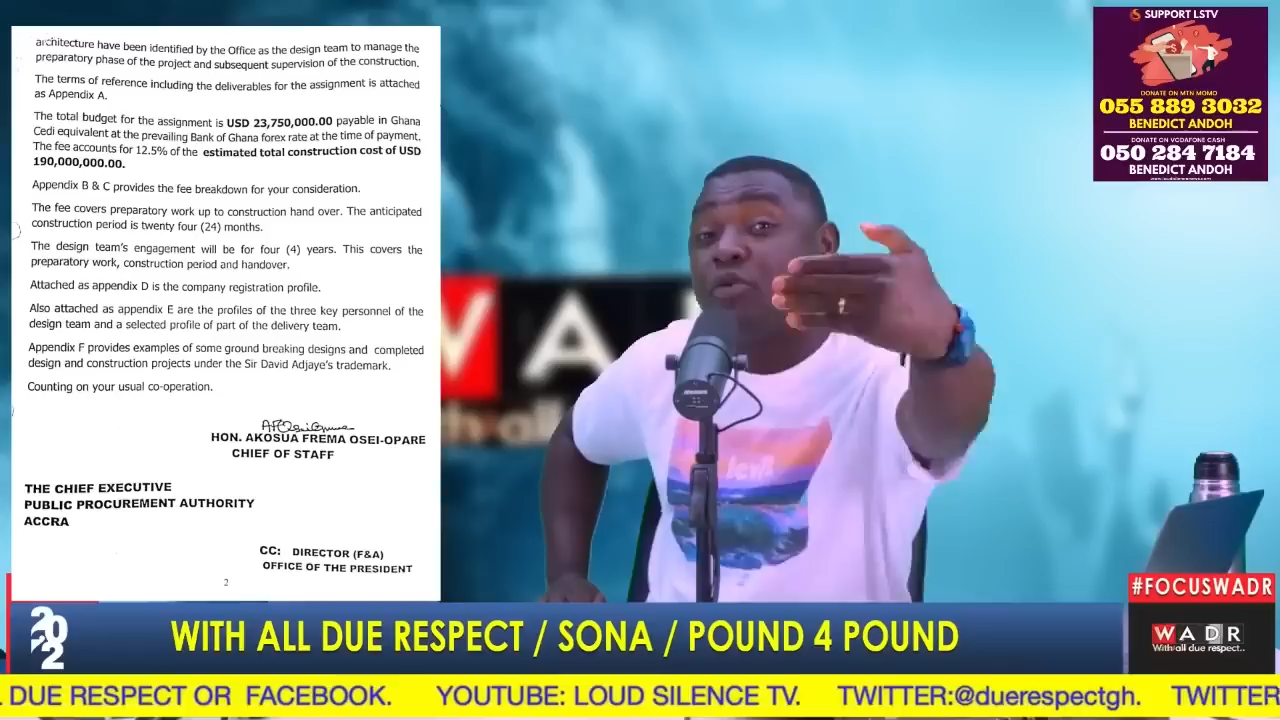 architecture have been identified by the Office as the design team to manage the
preparatory phase of the project and subsequent supervision of the construction.
The terms of reference including the deliverables for the assignment is attached
as Appendix A.
The total budget for the assignment is USD 23,750,000.00 payable in Ghana
Cedi equivalent at the prevailing Bank of Ghana forex rate at the time of payment.
The fee accounts for 12.5% of the estimated total construction cost of USD
190,000,000.00.
Appendix B & C provides the fee breakdown for your consideration.
The fee covers preparatory work up to construction hand over. The anticipated
construction period is twenty four (24) months.
The design team's engagement will be for four (4) years. This covers the
preparatory work, construction period and handover.
Attached as appendix D is the company registration profile.
Also attached as appendix E are the profiles of the three key personnel of the
design team and a selected profile of part of the delivery team.
Appendix F provides examples of some ground breaking designs and completed
design and construction projects under the Sir David Adjaye's trademark.
Counting on your usual co-operation.
HON. AKOSUA FREMA OSEI-OPARE
CHIEF OF STAFF
THE CHIEF EXECUTIVE
PUBLIC PROCUREMENT AUTHORITY
ACCRA
CC: DIRECTOR (F&A)
OFFICE OF THE PRESIDENT
2
SUPPORT LSTV
DONATE ON MTN MOMO
055 889 3032
BENEDICT ANDOH
DONATE ON VODAFONE CASH
050 284 7184
BENEDICT ANDOH
W A
th all
#FOCUSWADR
WADR
With all due respect..
2022
WITH ALL DUE RESPECT / SONA / POUND 4 POUND
. DUE RESPECT OR FACEBOOK. YOUTUBE: LOUD SILENCE TV. TWITTER:@duerespectgh. TWITTER